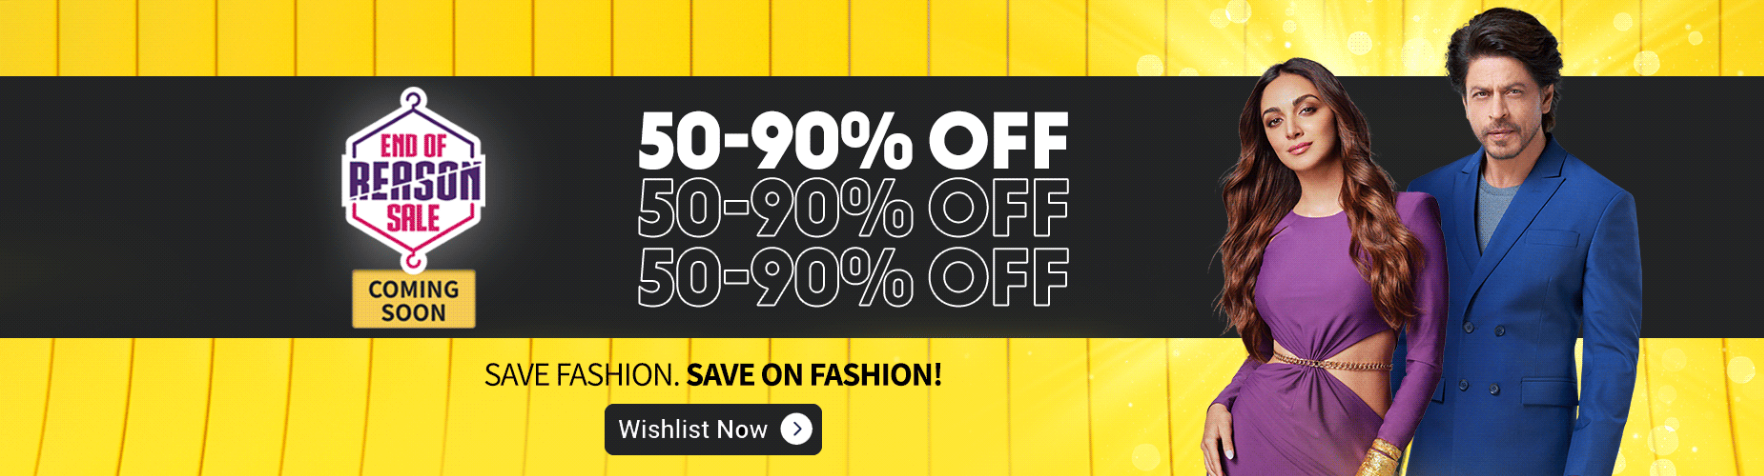 END OF
REASON
SALE
COMING
SOON
50-90% OFF
50-90% OFF
50-90% OFF
SAVE FASHION. SAVE ON FASHION!
Wishlist Now